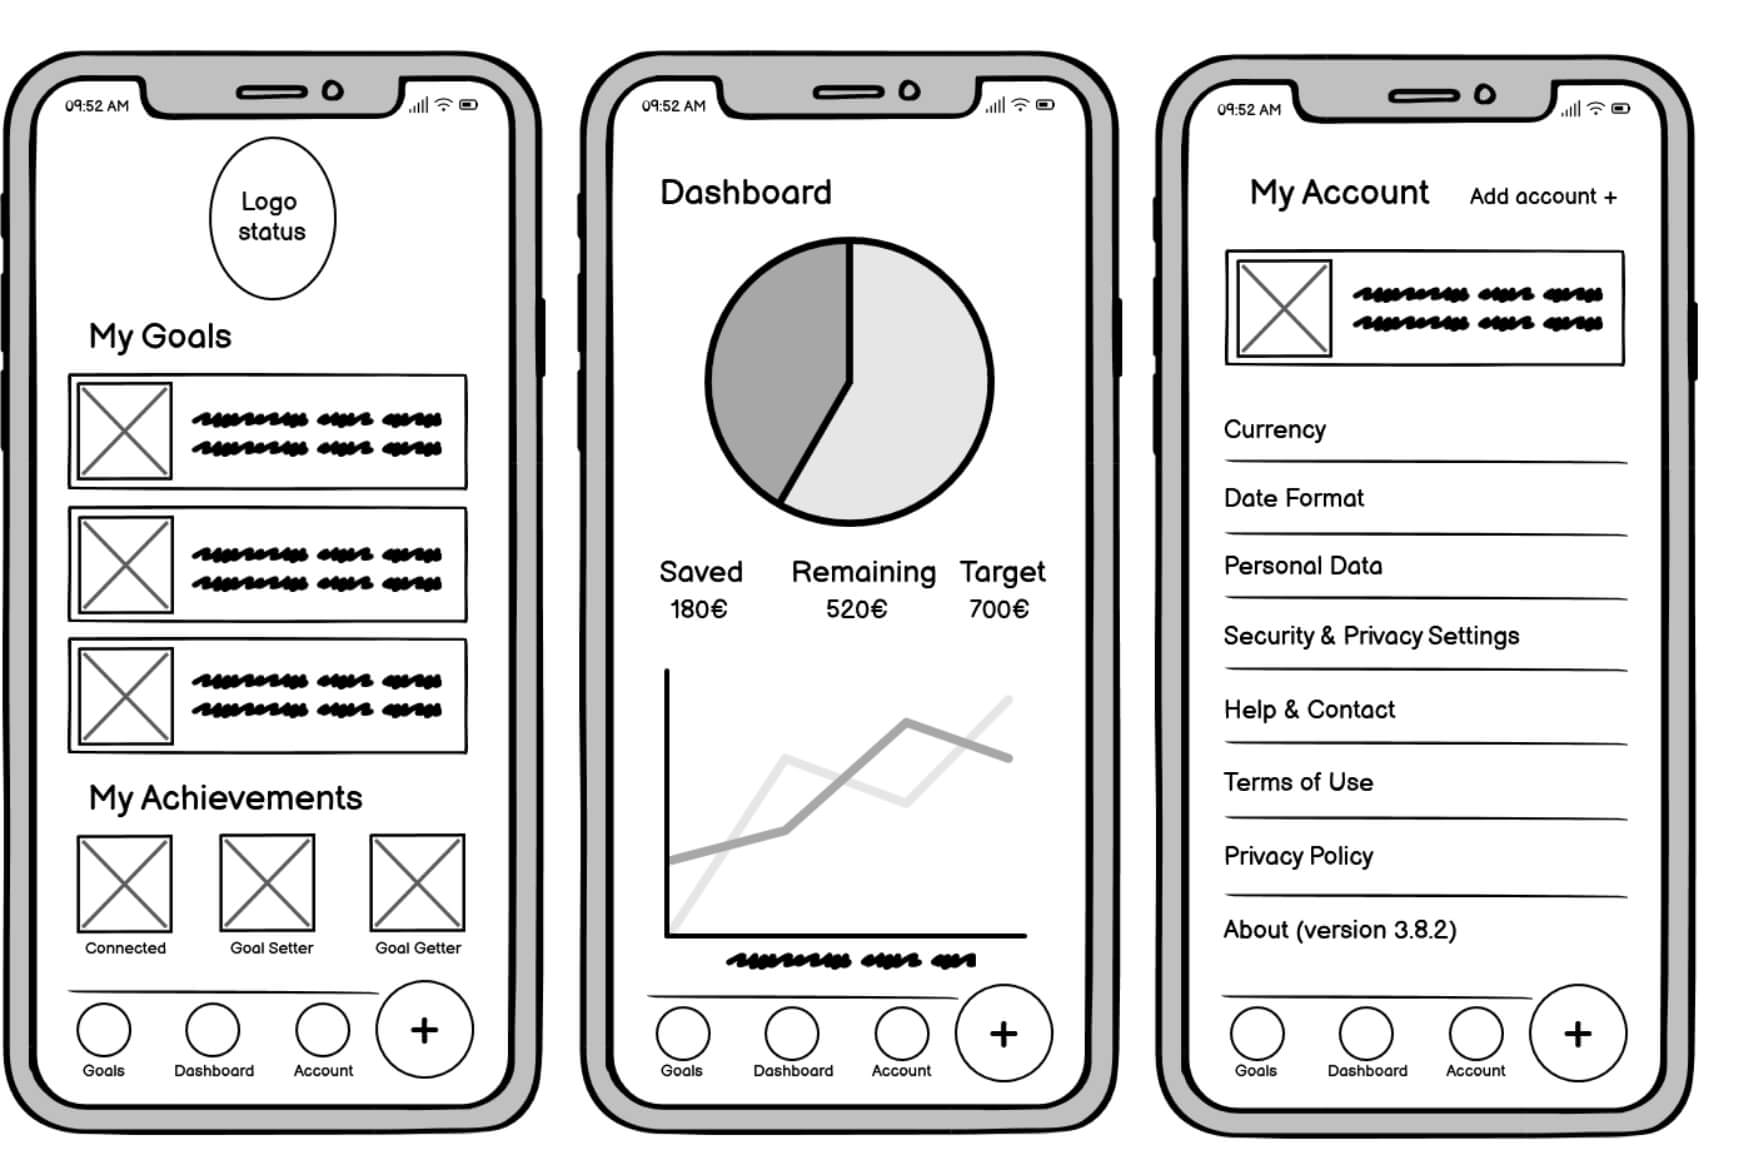 09:52 AM
Logo
status
My Goals
My Achievements
Connected Goal Setter Goal Getter
+
Goals Dashboard Account
09:52 AM
Dashboard
Saved Remaining Target
180€ 520€ 700€
+
Goals Dashboard Account
09:52 AM
My Account Add account +
Currency
Date Format
Personal Data
Security & Privacy Settings
Help & Contact
Terms of Use
Privacy Policy
About (version 3.8.2)
+
Goals Dashboard Account